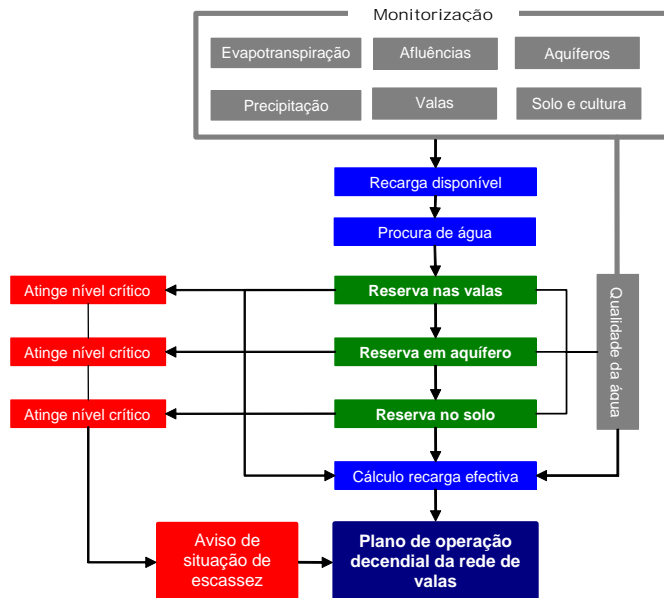 Monitorização
Evapotranspiração
Afluências
Aquíferos
Precipitação
Valas
Solo e cultura
Recarga disponível
Procura de água
Atinge nível crítico
Reserva nas valas
Atinge nível crítico
Reserva em aquífero
Atinge nível crítico
Reserva no solo
Qualidade da água
Cálculo recarga efectiva
Aviso de
situação de
escassez
Plano de operação
decendial da rede de
valas